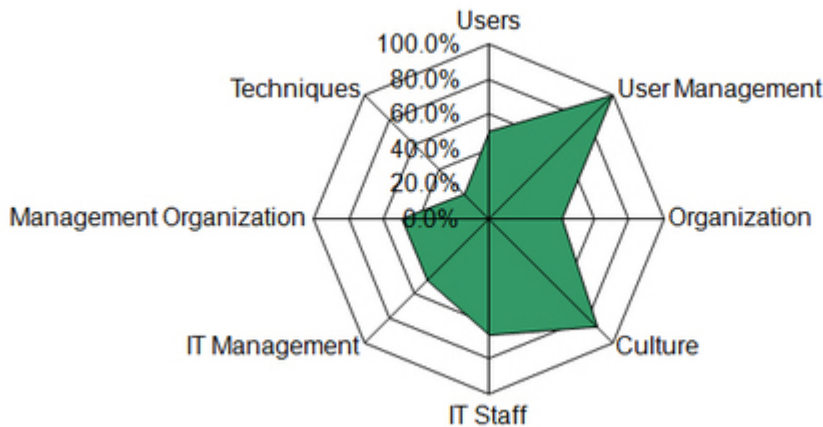 Users
100.0%
80.0%
Techniques
User Management
60.0%
40.0%
20.0%
Management Organization
0.0%
Organization
IT Management
Culture
IT Staff